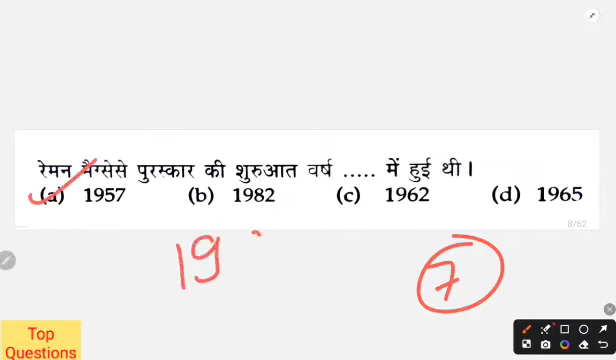 रेमन मैग्सेसे पुरस्कार की शुरुआत वर्ष ..... में हुई थी ।
(a) 1957 (b) 1982 (c) 1962 (d) 1965
8/62
19
7
Top
Questions